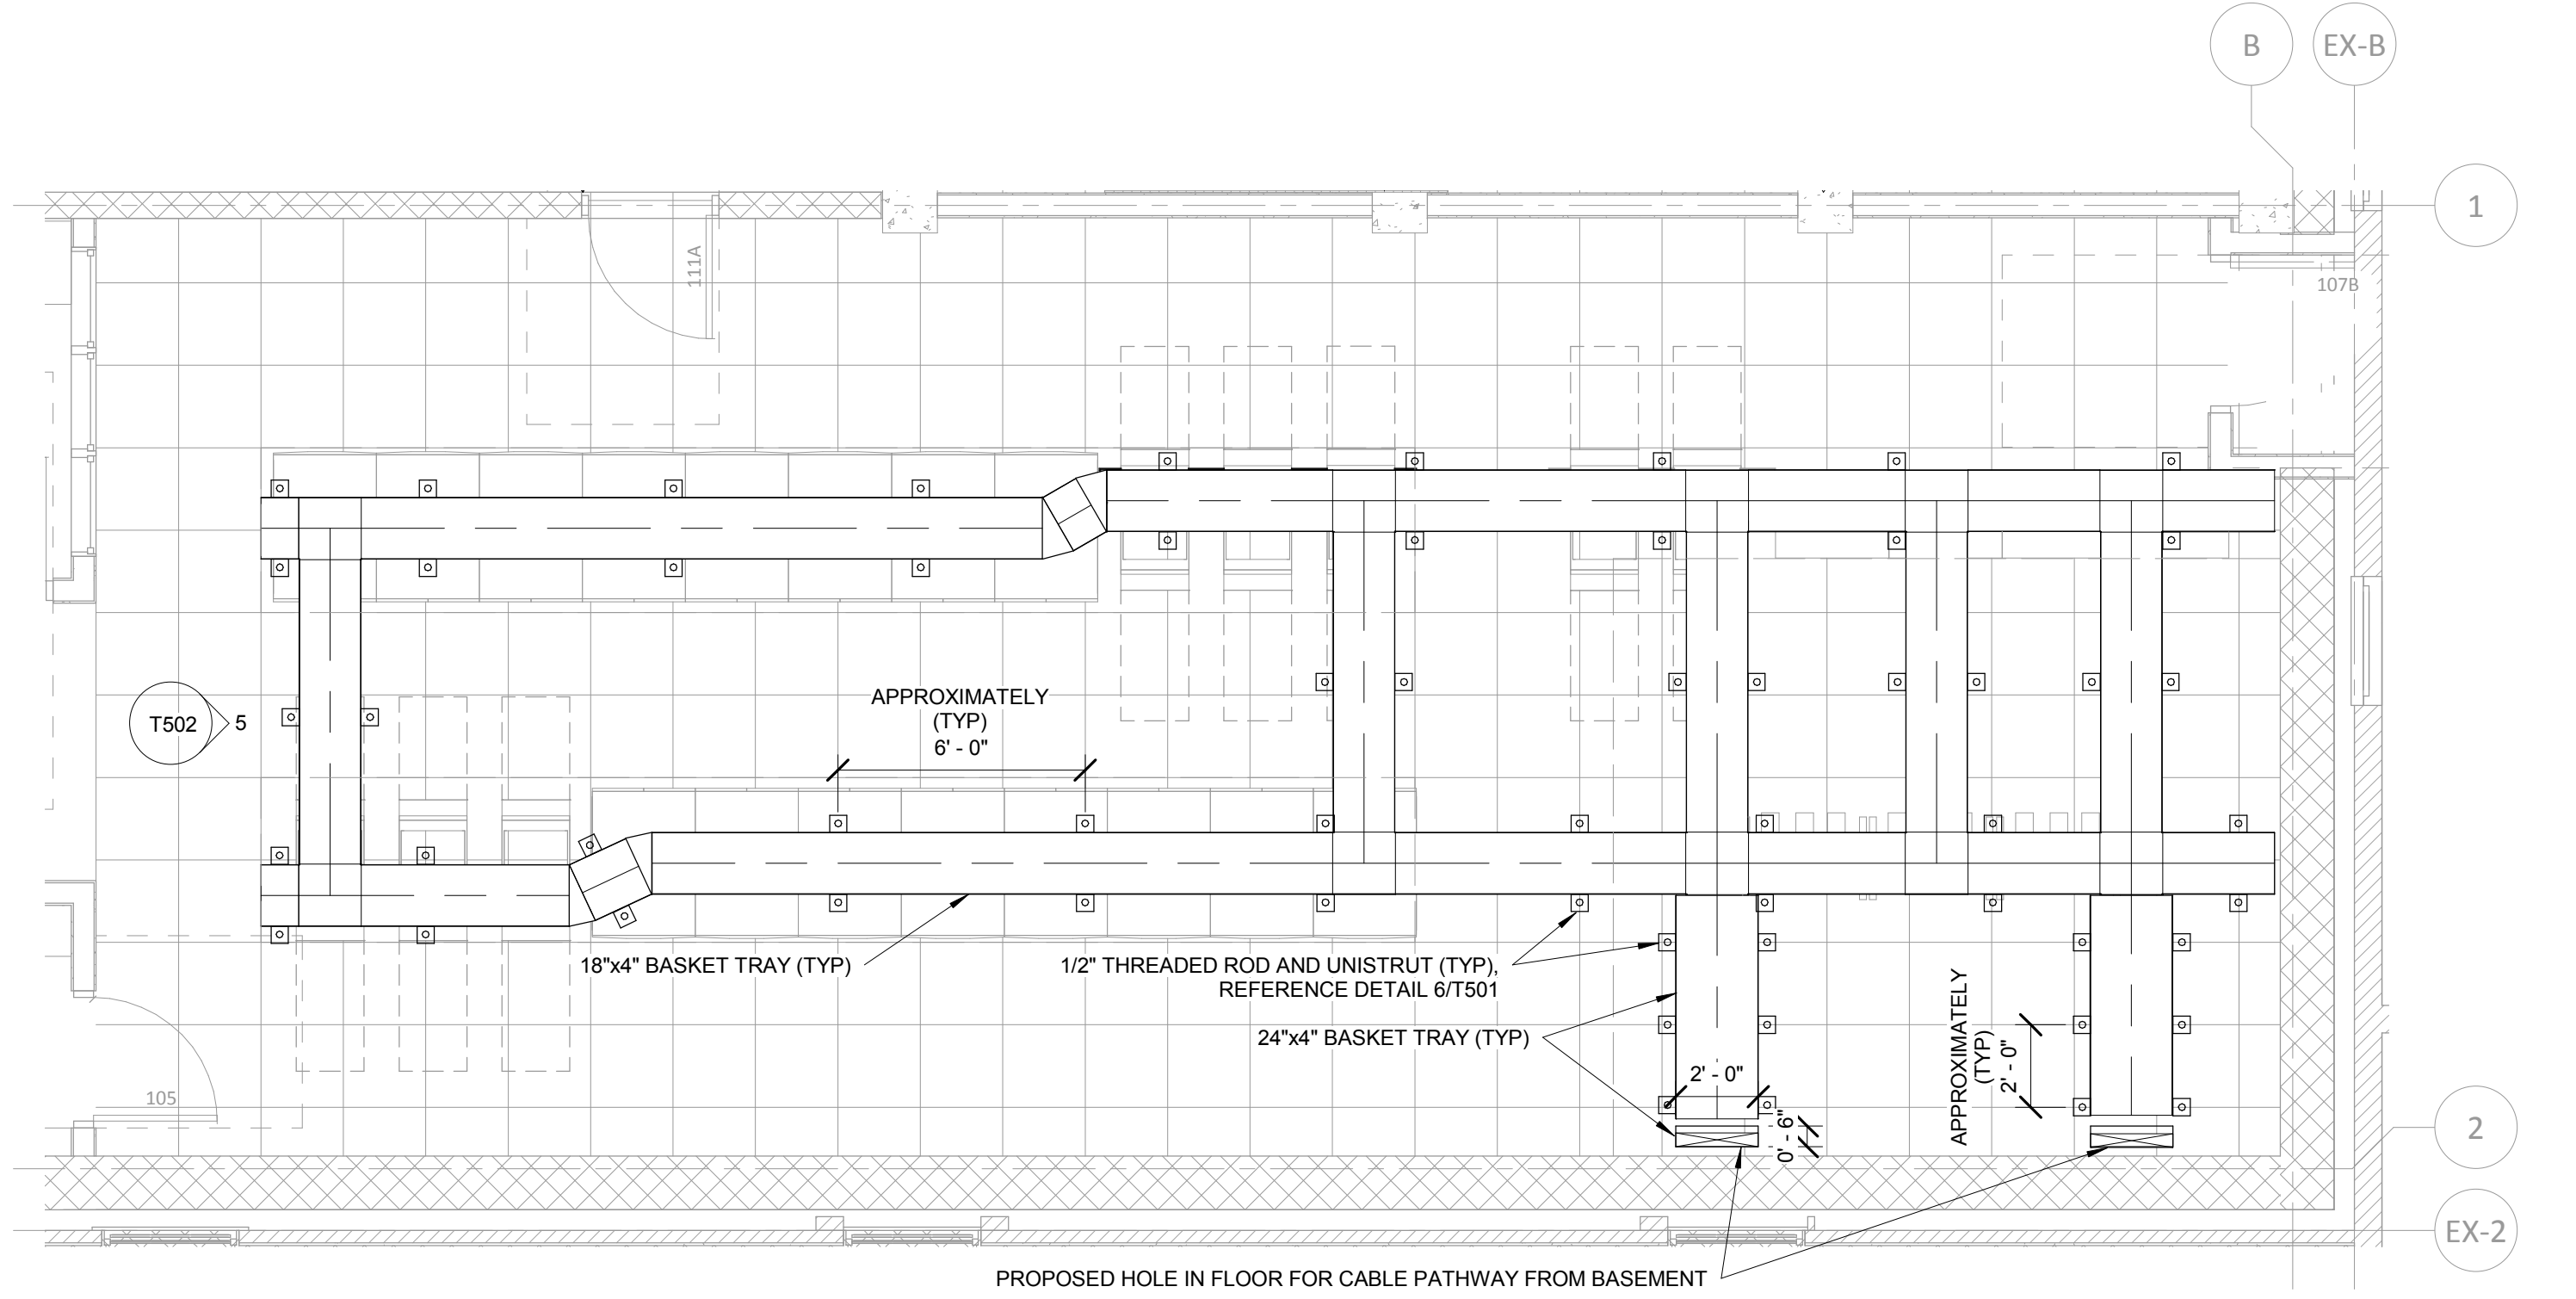 B
EX-B
1
111A
107B
APPROXIMATELY
(TYP)
6' - 0"
T502
5
18"x4" BASKET TRAY (TYP)
1/2" THREADED ROD AND UNISTRUT (TYP),
REFERENCE DETAIL 6/T501
24"x4" BASKET TRAY (TYP)
2' - 0"
0' - 6"
APPROXIMATELY
(TYP)
2' - 0"
105
2
EX-2
PROPOSED HOLE IN FLOOR FOR CABLE PATHWAY FROM BASEMENT